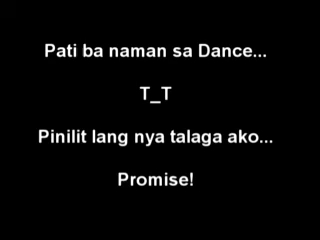 Pati ba naman sa Dance...
T_T
Pinilit lang nya talaga ako...
Promise!